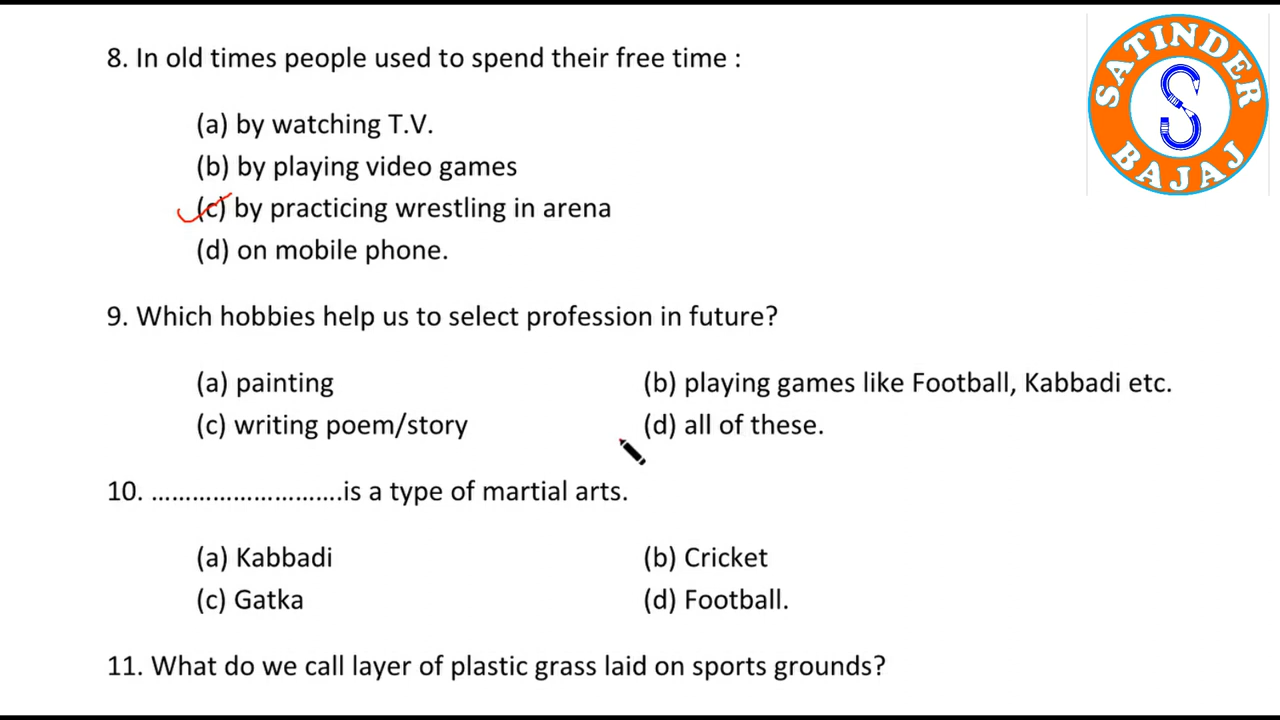 8. In old times people used to spend their free time :
(a) by watching T.V.
(b) by playing video games
(c) by practicing wrestling in arena
(d) on mobile phone.
9. Which hobbies help us to select profession in future?
(a) painting (b) playing games like Football, Kabbadi etc.
(c) writing poem/story (d) all of these.
10. ……………………….is a type of martial arts.
(a) Kabbadi (b) Cricket
(c) Gatka (d) Football.
11. What do we call layer of plastic grass laid on sports grounds?
SATINDER
S
BAJAJ